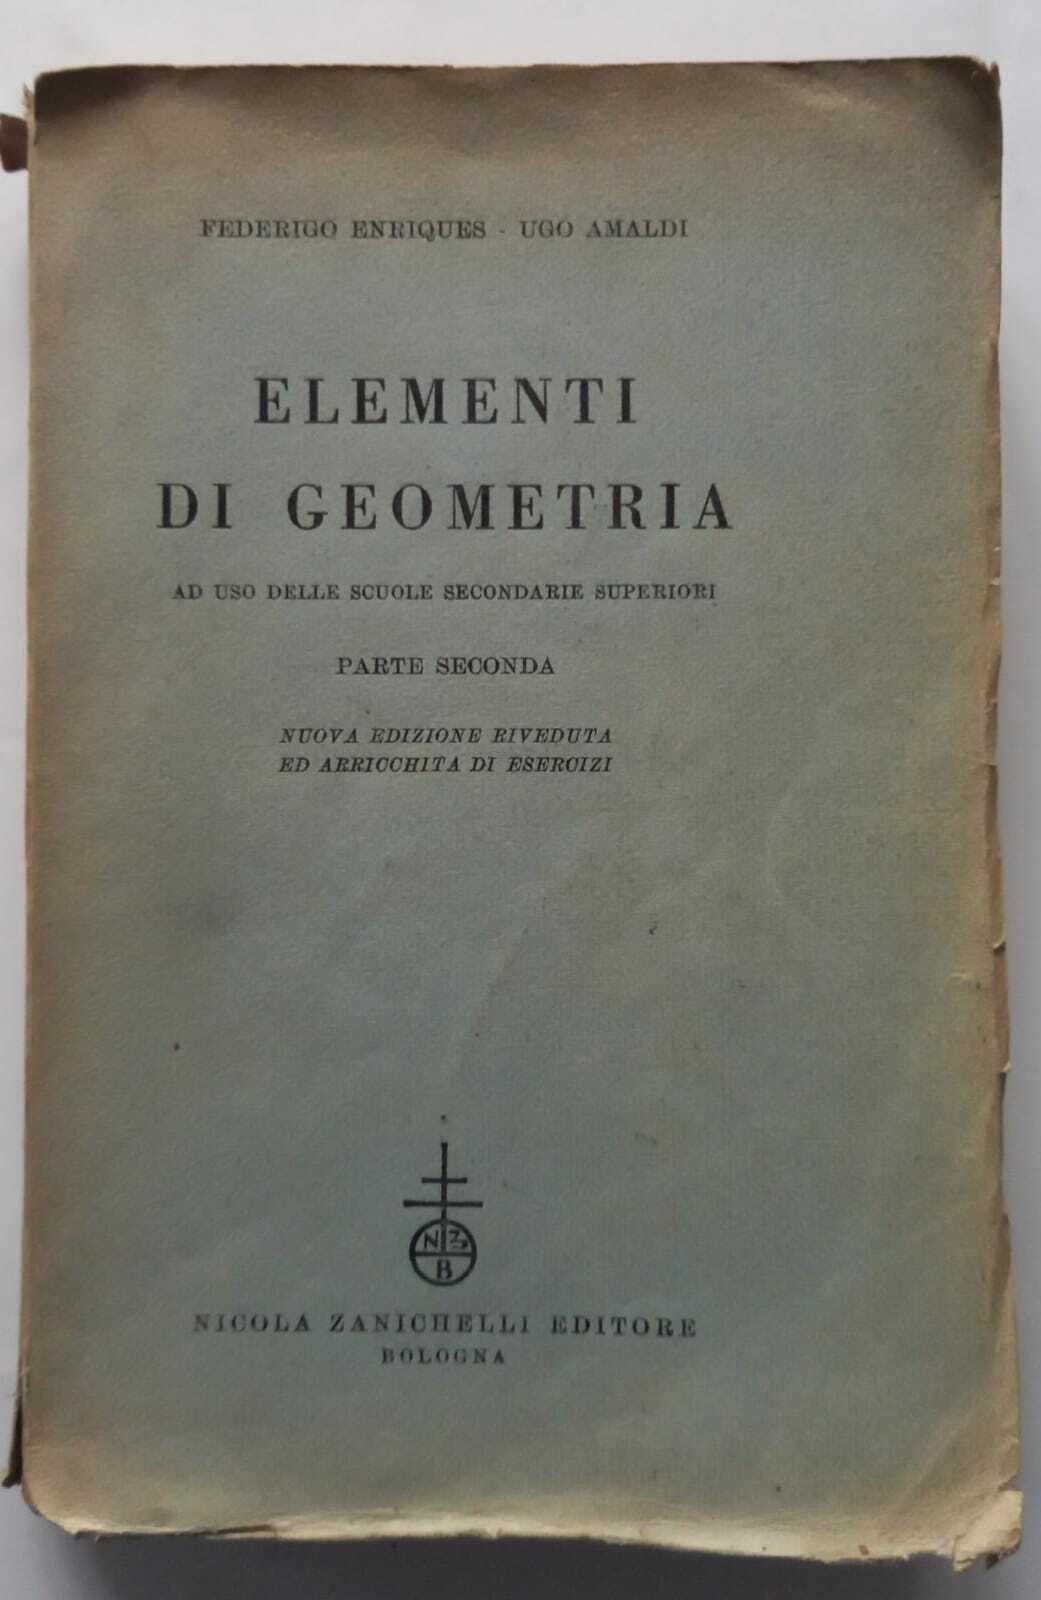 FEDERIGO ENRIQUES - UGO AMALDI
ELEMENTI
DI GEOMETRIA
AD USO DELLE SCUOLE SECONDARIE SUPERIORI
PARTE SECONDA
NUOVA EDIZIONE RIVEDUTA
ED ARRICCHITA DI ESERCIZI
N Z
B
NICOLA ZANICHELLI EDITORE
BOLOGNA